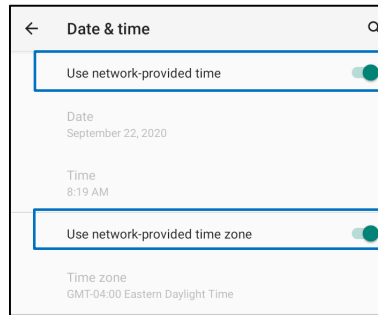 Date & time
Use network-provided time
Date
September 22, 2020
Time
8:19 AM
Use network-provided time zone
Time zone
GMT-04:00 Eastern Daylight Time